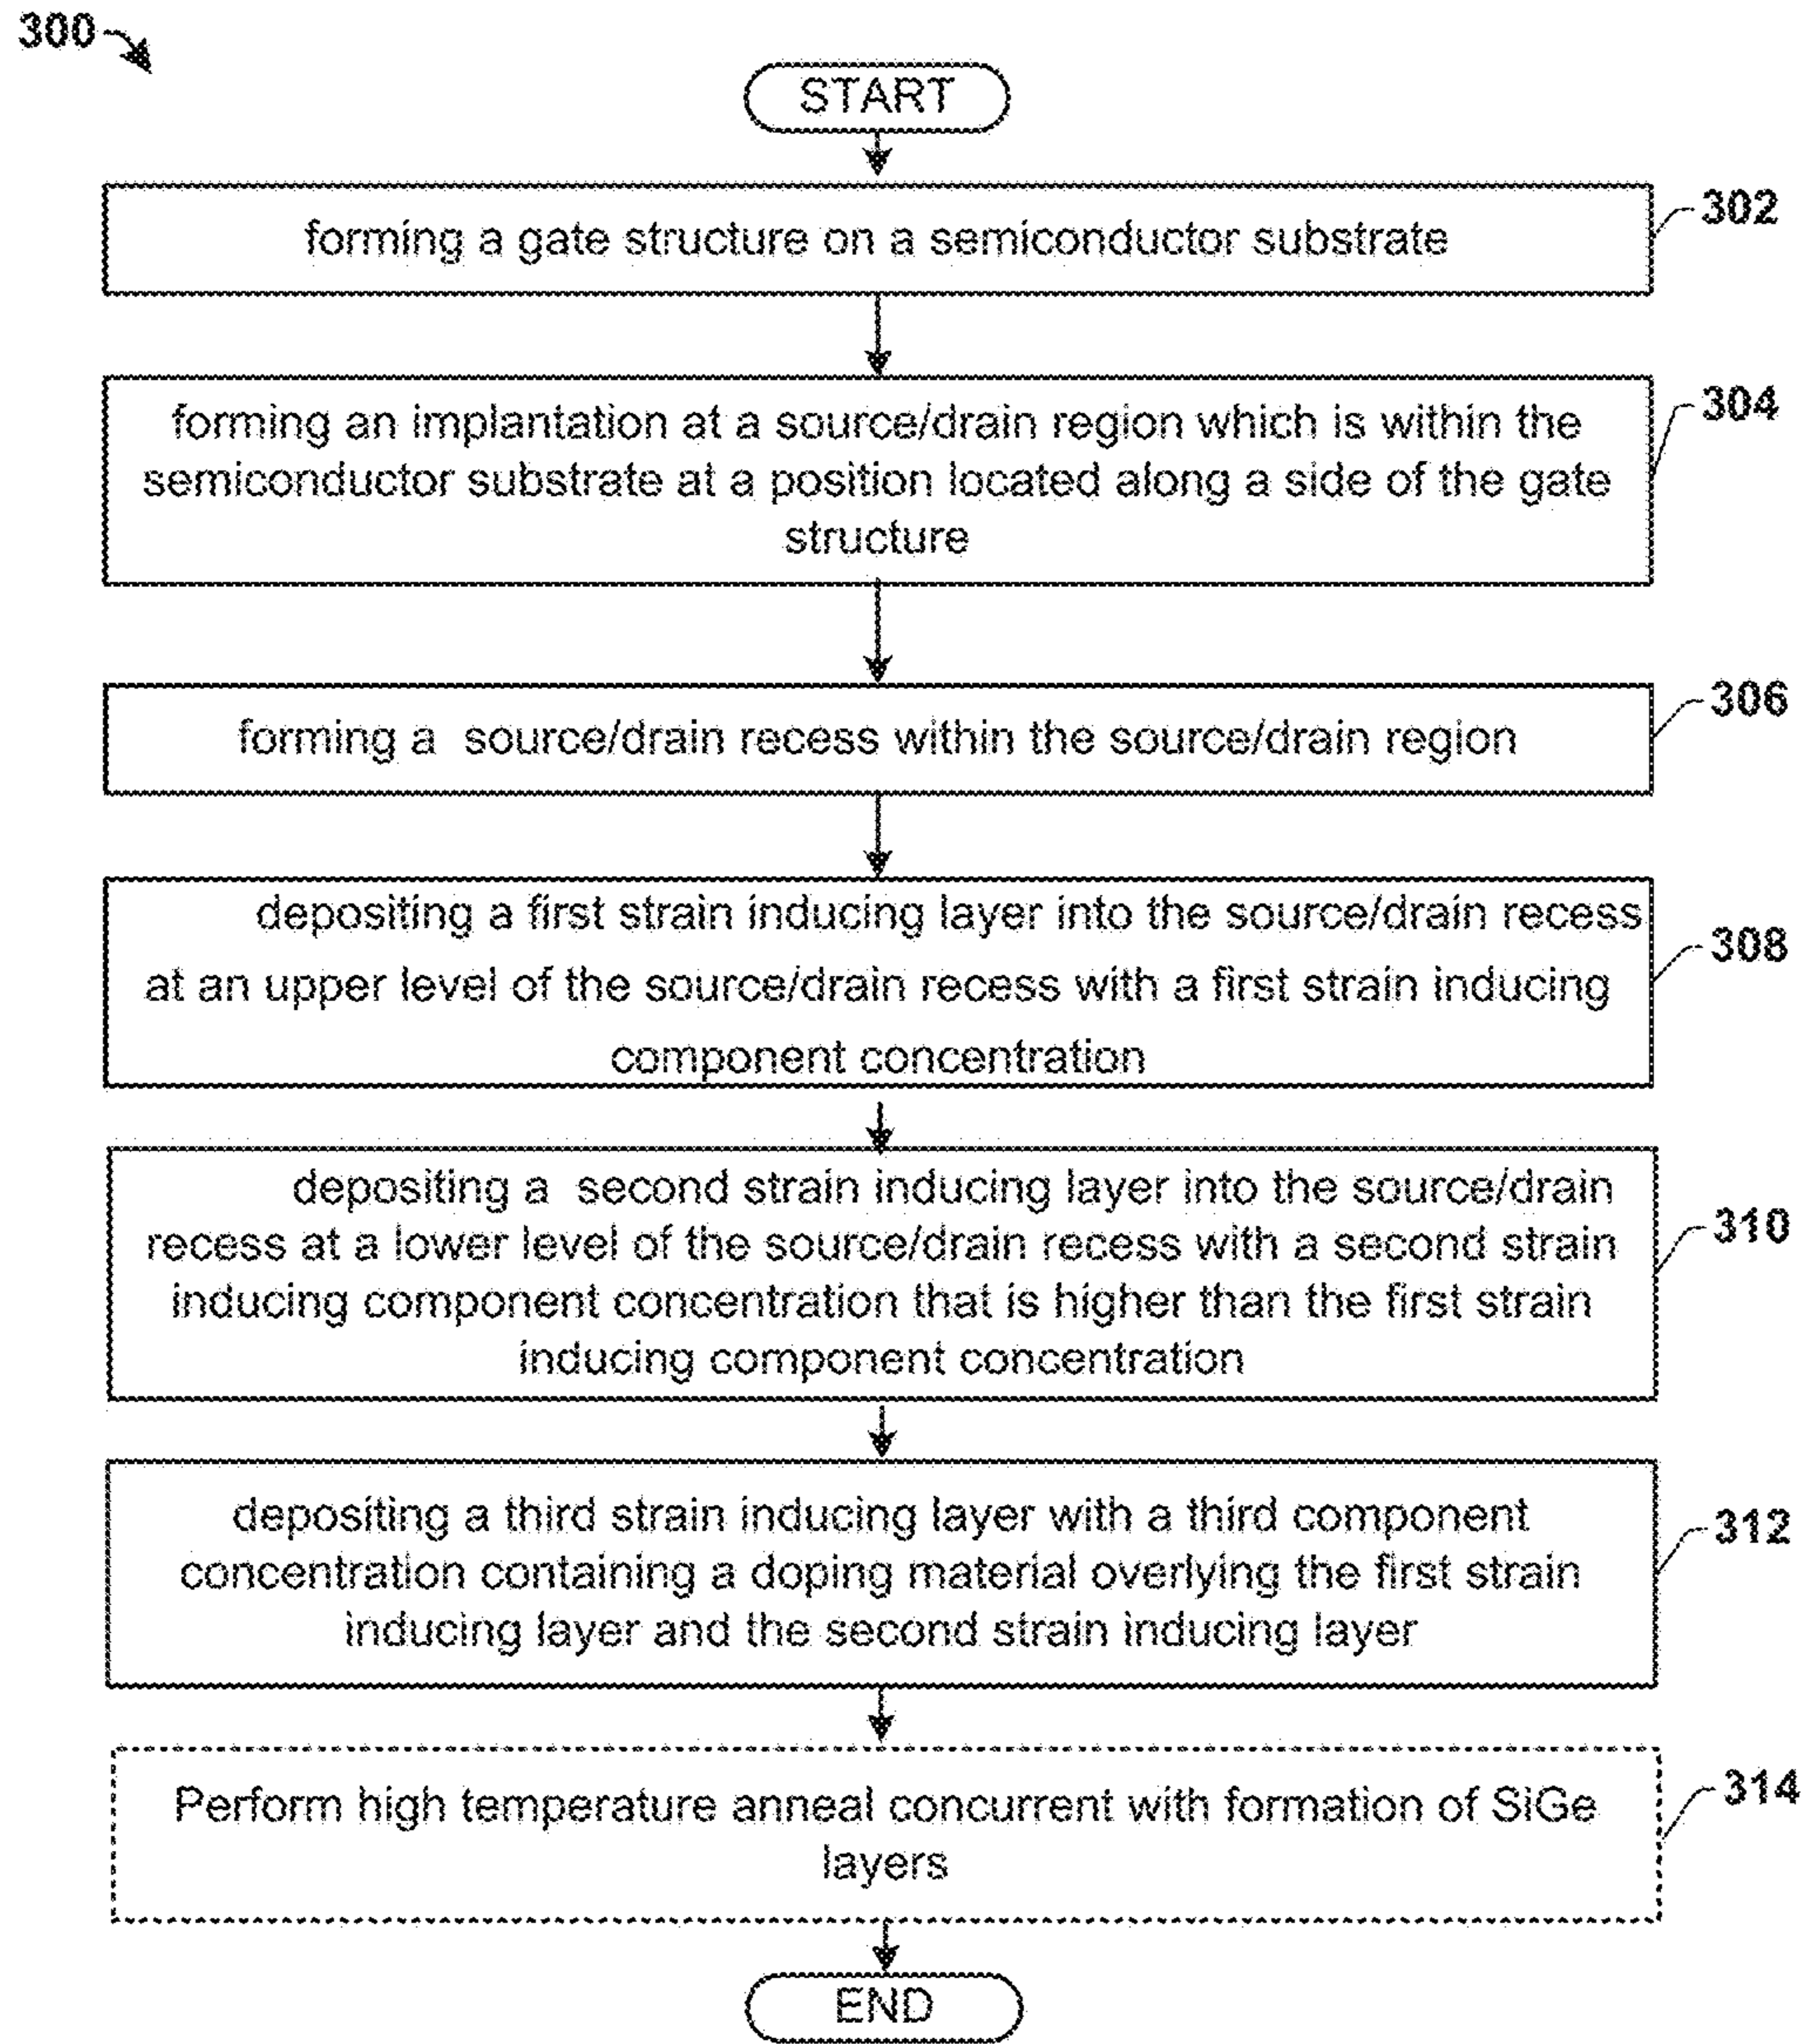 300
START
forming a gate structure on a semiconductor substrate
302
forming an implantation at a source/drain region which is within the
semiconductor substrate at a position located along a side of the gate
structure
304
forming a source/drain recess within the source/drain region
306
depositing a first strain inducing layer into the source/drain recess
at an upper level of the source/drain recess with a first strain inducing
component concentration
308
depositing a second strain inducing layer into the source/drain
recess at a lower level of the source/drain recess with a second strain
inducing component concentration that is higher than the first strain
inducing component concentration
310
depositing a third strain inducing layer with a third component
concentration containing a doping material overlying the first strain
inducing layer and the second strain inducing layer
312
Perform high temperature anneal concurrent with formation of SiGe
layers
314
END